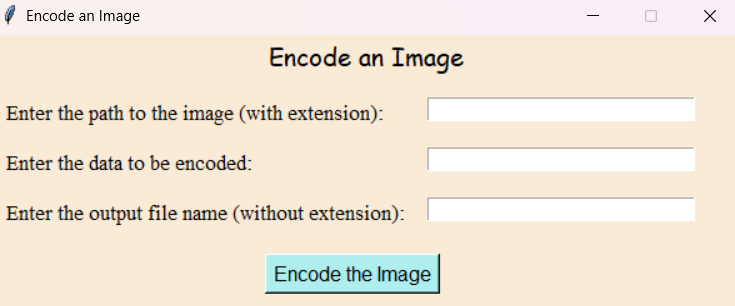 Encode an Image
Encode an Image
Enter the path to the image (with extension):
Enter the data to be encoded:
Enter the output file name (without extension):
Encode the Image